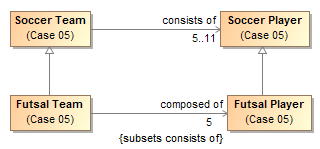 Soccer Team
(Case 05)
consists of
5..11
Soccer Player
(Case 05)
Futsal Team
(Case 05)
composed of
5
{subsets consists of}
Futsal Player
(Case 05)